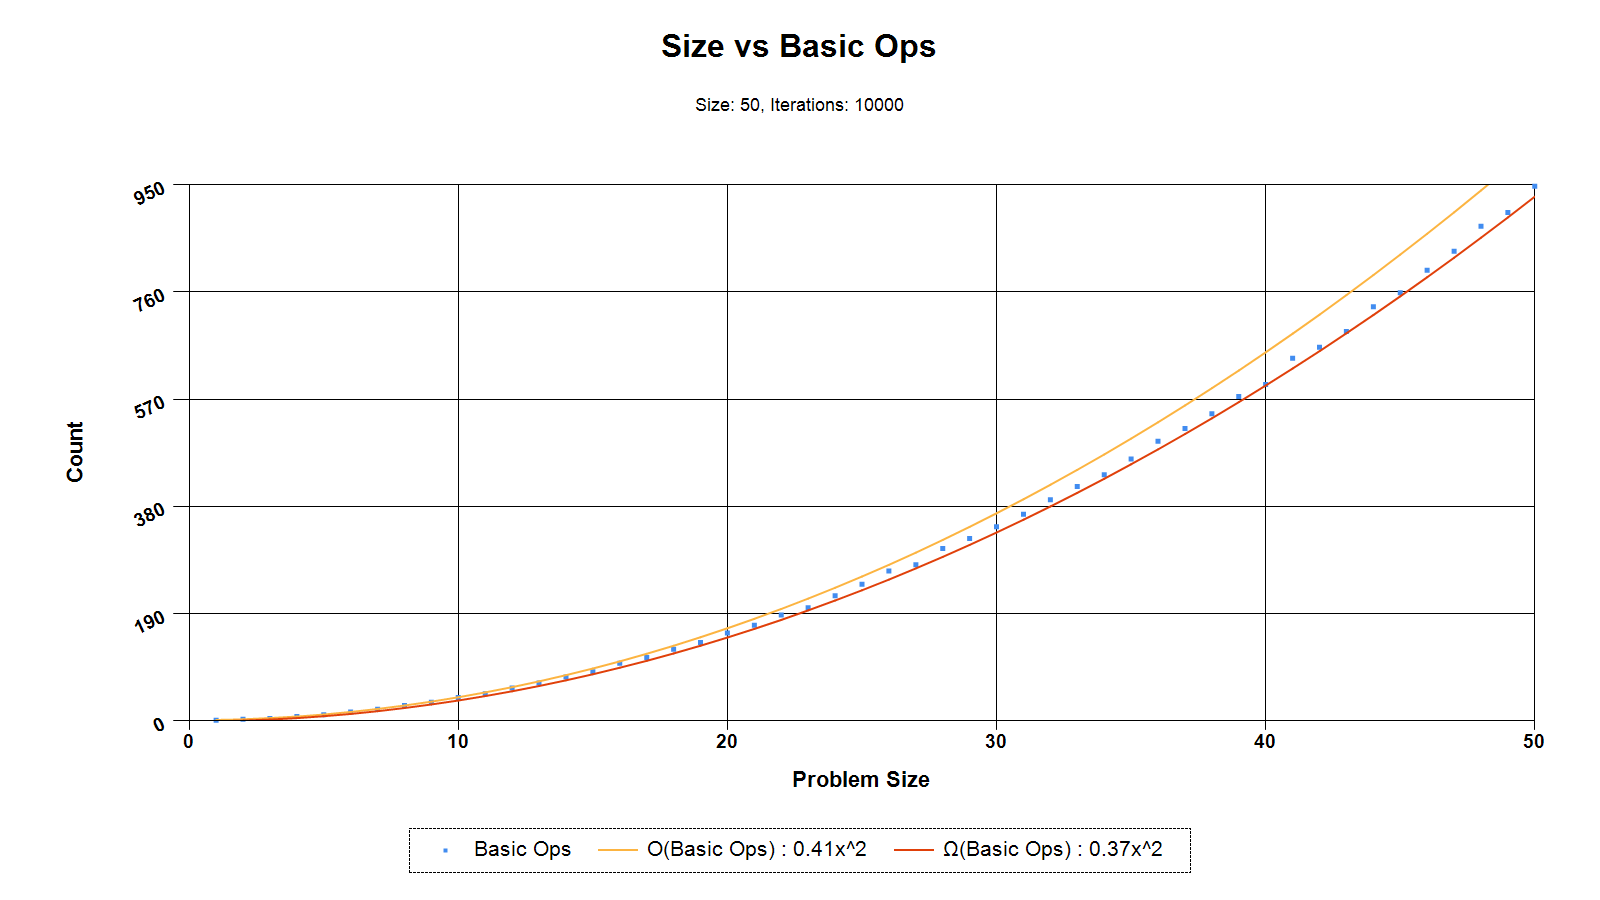 Size vs Basic Ops
Size: 50, Iterations: 10000
950
760
570
380
190
0
Count
0 10 20 30 40 50
Problem Size
Basic Ops O(Basic Ops) : 0.41x^2 Ω(Basic Ops) : 0.37x^2